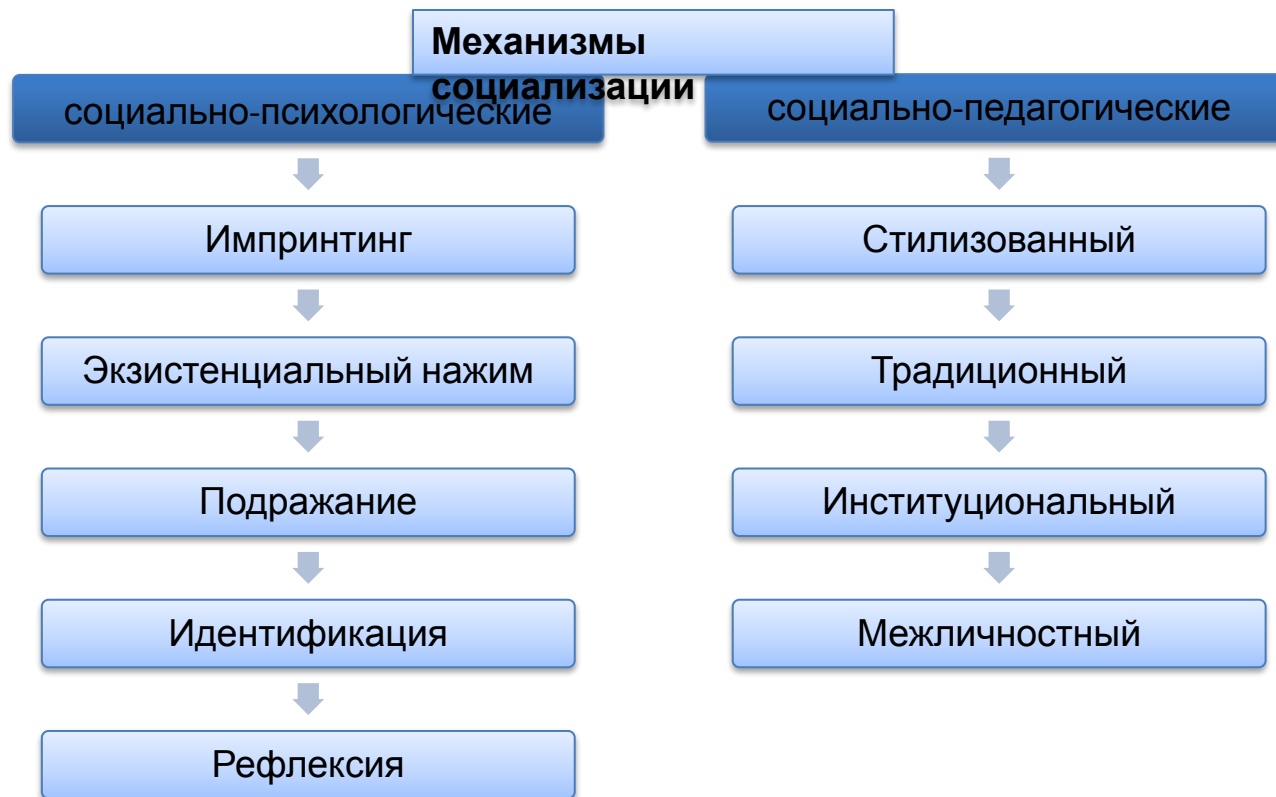 Механизмы
социализации
социально-психологические
социально-педагогические
Импринтинг
Экзистенциальный нажим
Подражание
Идентификация
Рефлексия
Стилизованный
Традиционный
Институциональный
Межличностный